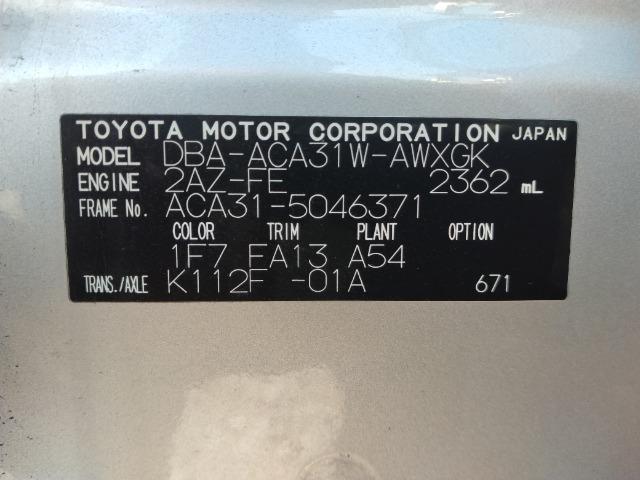 TOYOTA MOTOR CORPORATION JAPAN
MODEL DBA-ACA31W-AWXGK
ENGINE 2AZ-FE 2362 mL
FRAME No. ACA31-5046371
COLOR TRIM PLANT OPTION
1F7 FA13 A54
TRANS./AXLE K112F -01A 671